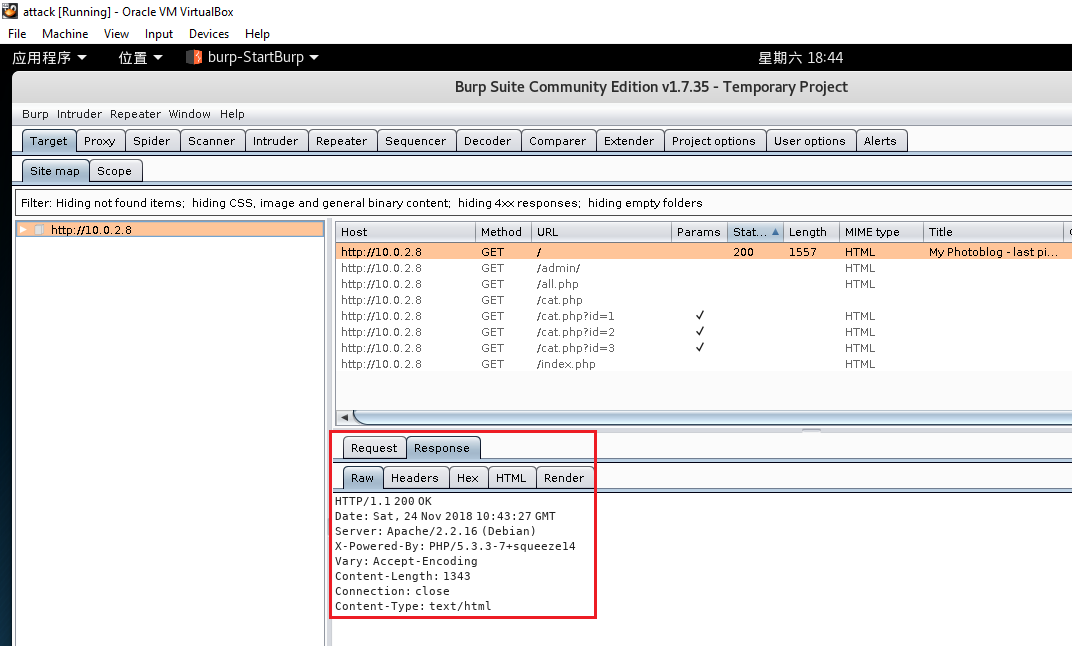 attack [Running] - Oracle VM VirtualBox
File Machine View Input Devices Help
应用程序 位置 burp-StartBurp 星期六 18:44
Burp Suite Community Edition v1.7.35 - Temporary Project
Burp Intruder Repeater Window Help
Target Proxy Spider Scanner Intruder Repeater Sequencer Decoder Comparer Extender Project options User options Alerts
Site map Scope
Filter: Hiding not found items; hiding CSS, image and general binary content; hiding 4xx responses; hiding empty folders
http://10.0.2.8
Host Method URL Params Stat... Length MIME type Title
http://10.0.2.8 GET / 200 1557 HTML My Photoblog - last pi...
http://10.0.2.8 GET /admin/ HTML
http://10.0.2.8 GET /all.php HTML
http://10.0.2.8 GET /cat.php
http://10.0.2.8 GET /cat.php?id=1 ✓ HTML
http://10.0.2.8 GET /cat.php?id=2 ✓ HTML
http://10.0.2.8 GET /cat.php?id=3 ✓ HTML
http://10.0.2.8 GET /index.php HTML
Request Response
Raw Headers Hex HTML Render
HTTP/1.1 200 OK
Date: Sat, 24 Nov 2018 10:43:27 GMT
Server: Apache/2.2.16 (Debian)
X-Powered-By: PHP/5.3.3-7+squeeze14
Vary: Accept-Encoding
Content-Length: 1343
Connection: close
Content-Type: text/html